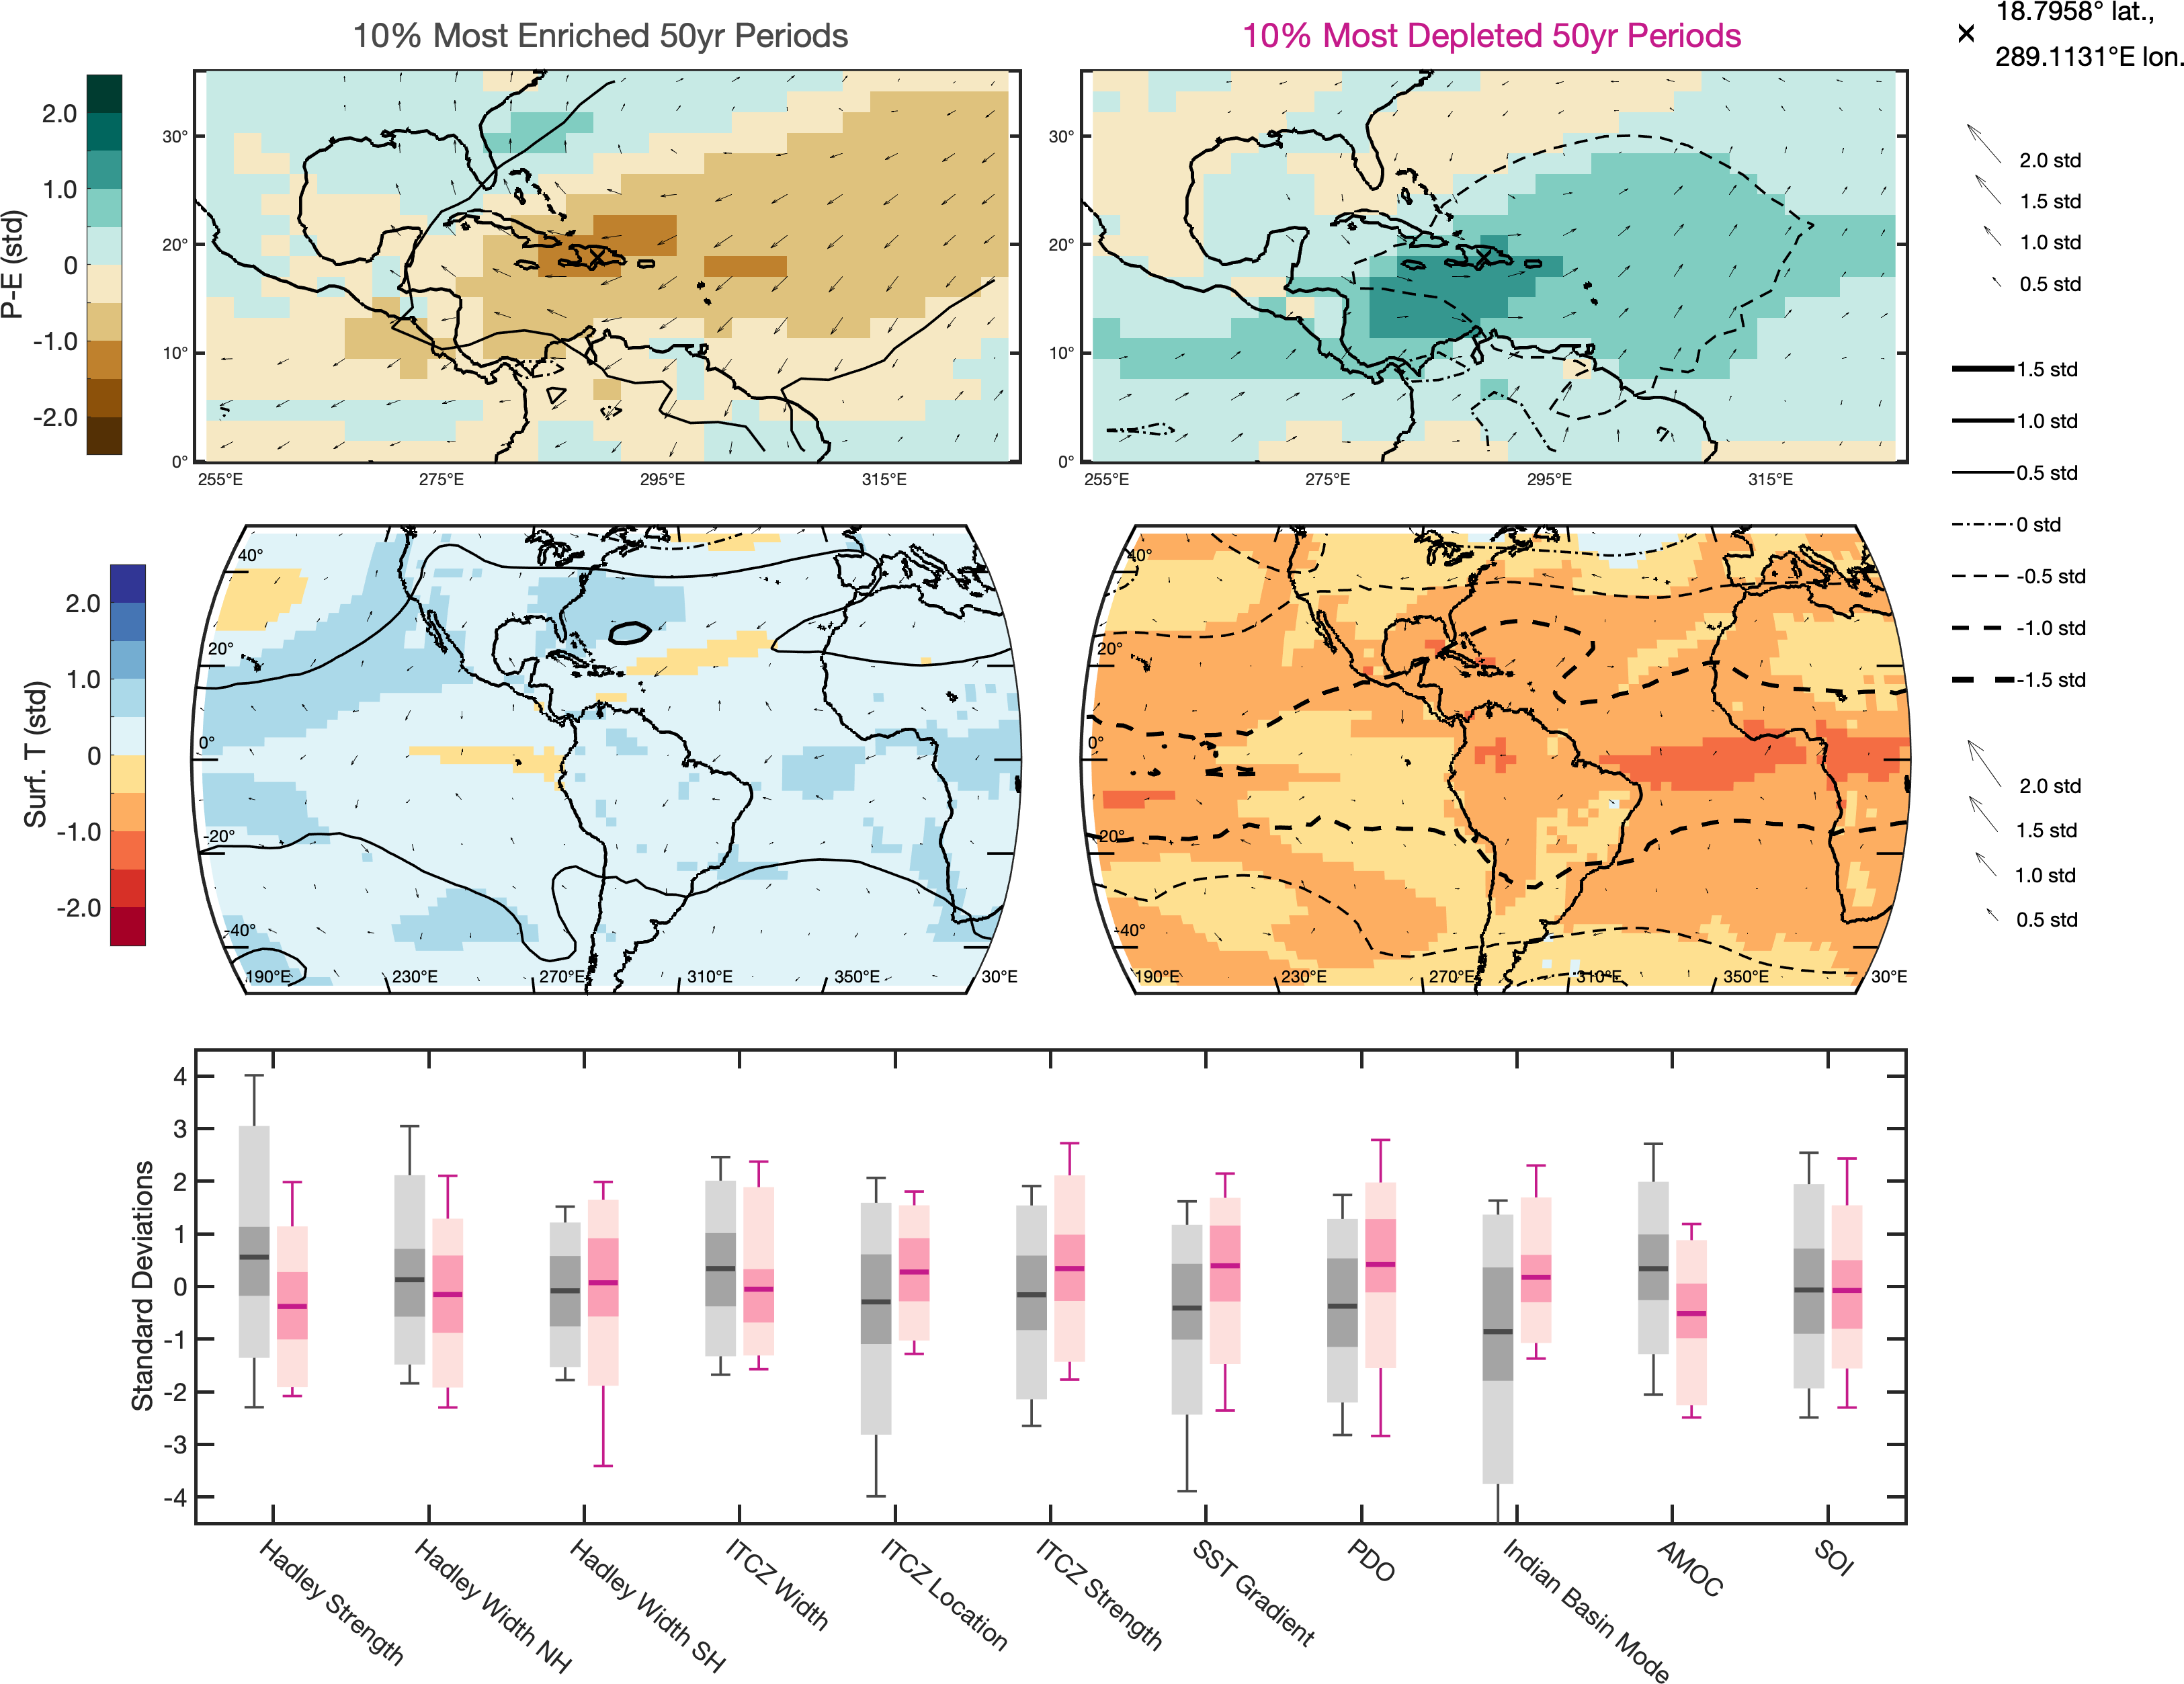 10% Most Enriched 50yr Periods
10% Most Depleted 50yr Periods
18.7958° lat.,
289.1131°E lon.
P-E (std)
2.0
1.0
0
-1.0
-2.0
30°
20°
10°
0°
255°E
275°E
295°E
315°E
30°
20°
10°
0°
255°E
275°E
295°E
315°E
2.0 std
1.5 std
1.0 std
0.5 std
1.5 std
1.0 std
0.5 std
0 std
-0.5 std
-1.0 std
-1.5 std
Surf. T (std)
2.0
1.0
0
-1.0
-2.0
40°
20°
0°
-20°
-40°
190°E
230°E
270°E
310°E
350°E
30°E
40°
20°
0°
-20°
-40°
190°E
230°E
270°E
310°E
350°E
30°E
2.0 std
1.5 std
1.0 std
0.5 std
Standard Deviations
4
3
2
1
0
-1
-2
-3
-4
Hadley Strength
Hadley Width NH
Hadley Width SH
ITCZ Width
ITCZ Location
ITCZ Strength
SST Gradient
PDO
Indian Basin Mode
AMOC
SOI